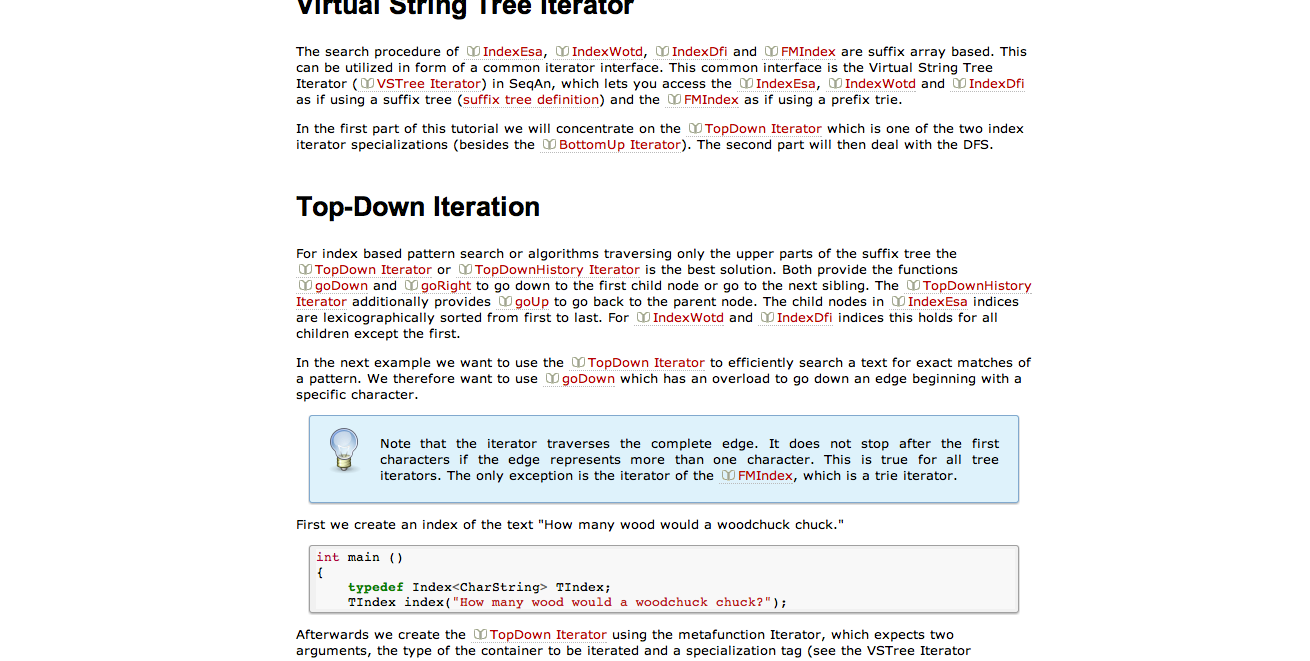 Virtual String Tree Iterator
The search procedure of IndexEsa, IndexWotd, IndexDfi and FMIndex are suffix array based. This
can be utilized in form of a common iterator interface. This common interface is the Virtual String Tree
Iterator (VSTree Iterator) in SeqAn, which lets you access the IndexEsa, IndexWotd and IndexDfi
as if using a suffix tree (suffix tree definition) and the FMIndex as if using a prefix trie.
In the first part of this tutorial we will concentrate on the TopDown Iterator which is one of the two index
iterator specializations (besides the BottomUp Iterator). The second part will then deal with the DFS.
Top-Down Iteration
For index based pattern search or algorithms traversing only the upper parts of the suffix tree the
TopDown Iterator or TopDownHistory Iterator is the best solution. Both provide the functions
goDown and goRight to go down to the first child node or go to the next sibling. The TopDownHistory
Iterator additionally provides goUp to go back to the parent node. The child nodes in IndexEsa indices
are lexicographically sorted from first to last. For IndexWotd and IndexDfi indices this holds for all
children except the first.
In the next example we want to use the TopDown Iterator to efficiently search a text for exact matches of
a pattern. We therefore want to use goDown which has an overload to go down an edge beginning with a
specific character.
Note that the iterator traverses the complete edge. It does not stop after the first
characters if the edge represents more than one character. This is true for all tree
iterators. The only exception is the iterator of the FMIndex, which is a trie iterator.
First we create an index of the text "How many wood would a woodchuck chuck."
int main ()
{
    typedef Index<CharString> TIndex;
    TIndex index("How many wood would a woodchuck chuck?");
Afterwards we create the TopDown Iterator using the metafunction Iterator, which expects two
arguments, the type of the container to be iterated and a specialization tag (see the VSTree Iterator